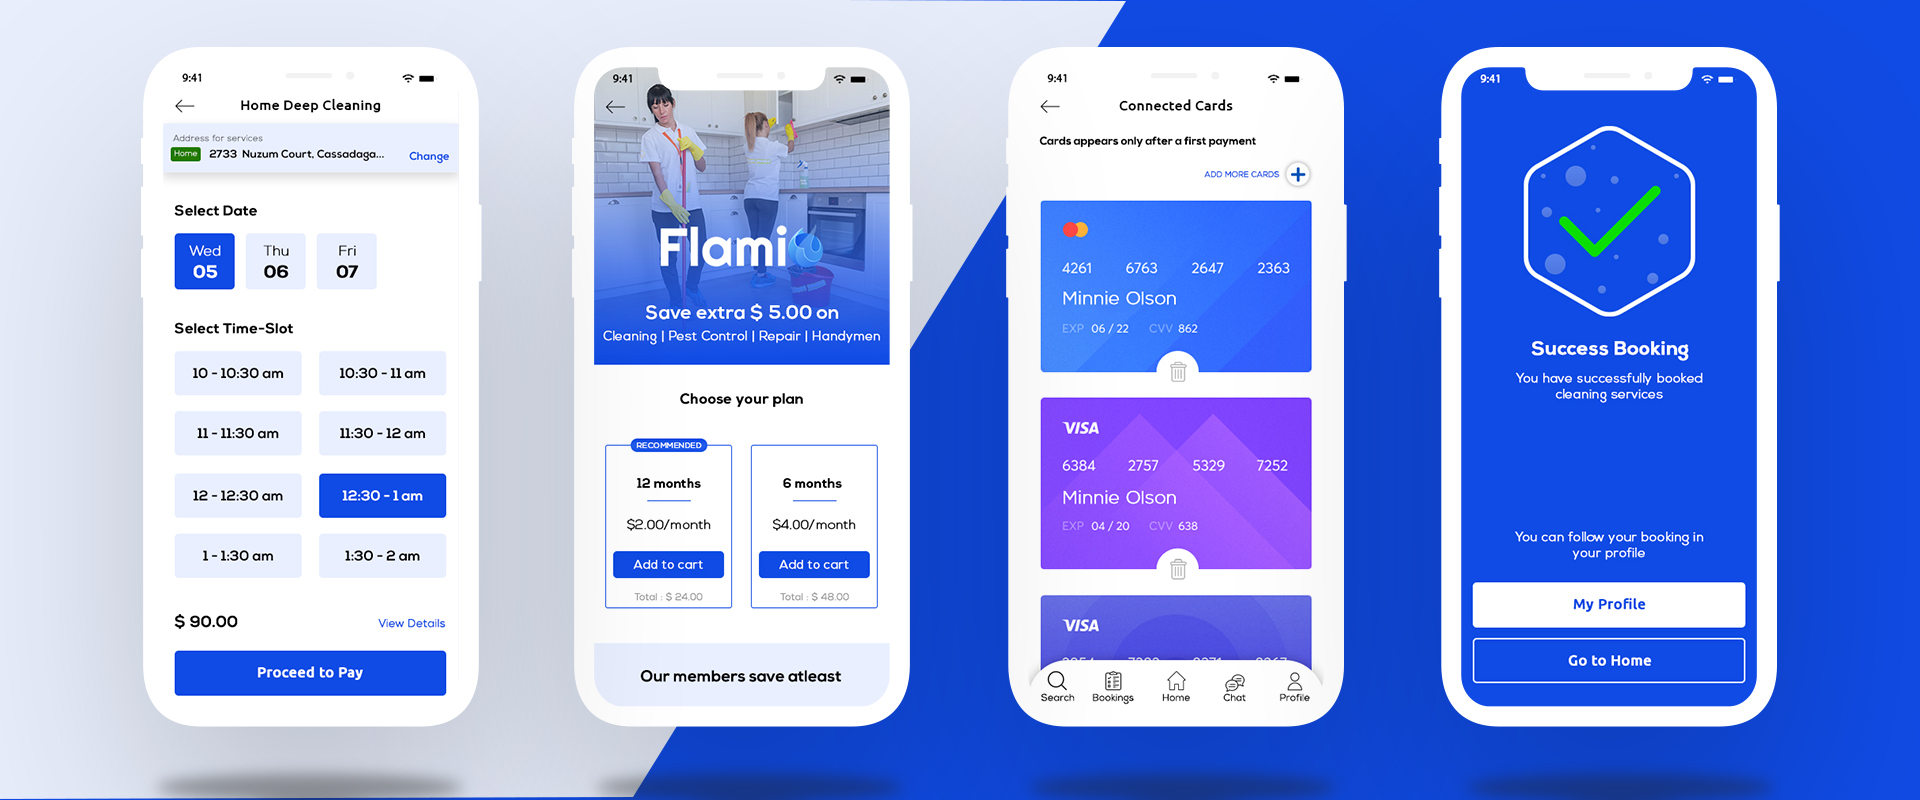 9:41
Home Deep Cleaning
Address for services
Home 2733 Nuzum Court, Cassadaga... Change
Select Date
Wed Thu Fri
05 06 07
Select Time-Slot
10 - 10:30 am 10:30 - 11 am
11 - 11:30 am 11:30 - 12 am
12 - 12:30 am 12:30 - 1 am
1 - 1:30 am 1:30 - 2 am
$ 90.00 View Details
Proceed to Pay
9:41
Flamio
Save extra $ 5.00 on
Cleaning | Pest Control | Repair | Handymen
Choose your plan
RECOMMENDED
12 months 6 months
$2.00/month $4.00/month
Add to cart Add to cart
Total : $ 24.00 Total : $ 48.00
Our members save atleast
9:41
Connected Cards
Cards appears only after a first payment
ADD MORE CARDS
4261 6763 2647 2363
Minnie Olson
EXP 06 / 22 CVV 862
VISA
6384 2757 5329 7252
Minnie Olson
EXP 04 / 20 CVV 638
VISA
Search Bookings Home Chat Profile
9:41
Success Booking
You have successfully booked
cleaning services
You can follow your booking in
your profile
My Profile
Go to Home